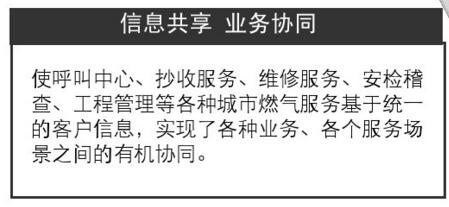 信息共享 业务协同
使呼叫中心、抄收服务、维修服务、安检稽
查、工程管理等各种城市燃气服务基于统一
的客户信息，实现了各种业务、各个服务场
景之间的有机协同。